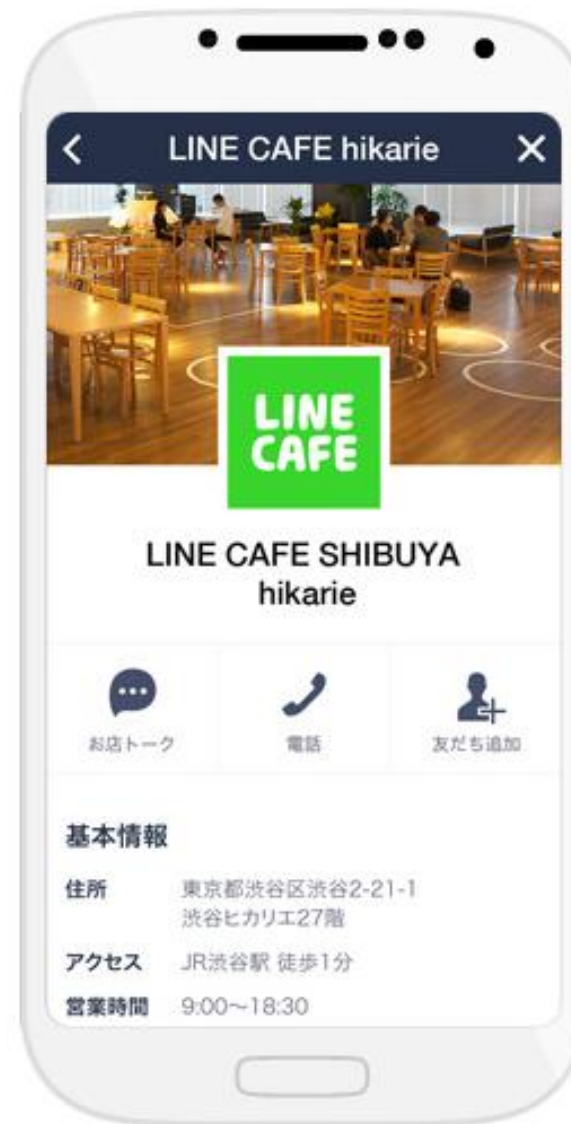 LINE CAFE hikarie
LINE
CAFE
LINE CAFE SHIBUYA
hikarie
お店トーク 電話 友だち追加
基本情報
住所 東京都渋谷区渋谷2-21-1
渋谷ヒカリエ27階
アクセス JR渋谷駅 徒歩1分
営業時間 9:00〜18:30